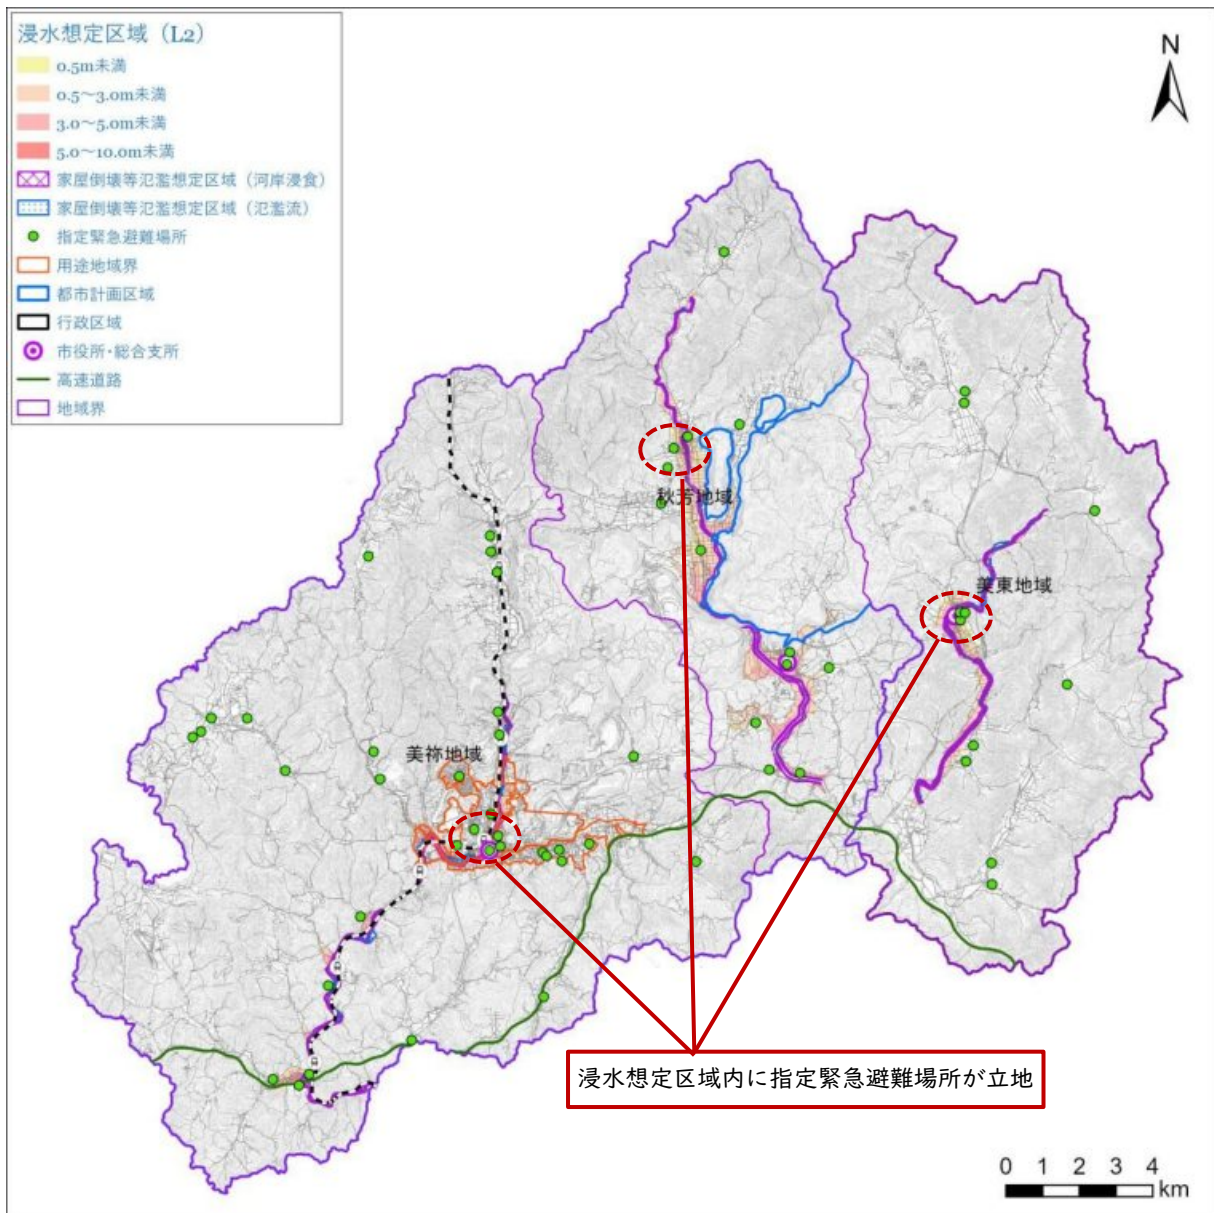 浸水想定区域（L2）
0.5m未満
0.5～3.0m未満
3.0～5.0m未満
5.0～10.0m未満
家屋倒壊等氾濫想定区域（河岸浸食）
家屋倒壊等氾濫想定区域（氾濫流）
指定緊急避難場所
用途地域界
都市計画区域
行政区域
市役所・総合支所
高速道路
地域界
N
秋芳地域
美東地域
美祢地域
浸水想定区域内に指定緊急避難場所が立地
0 1 2 3 4
km